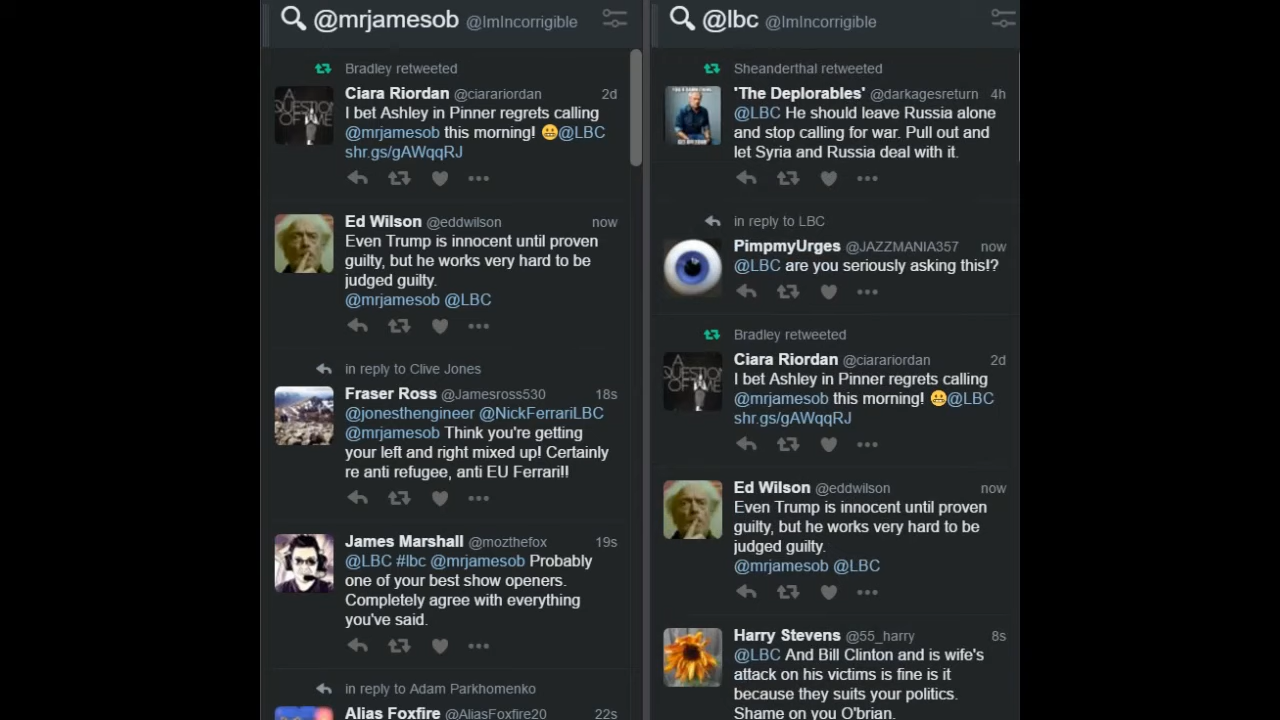 @mrjamesob @ImIncorrigible
Bradley retweeted
Ciara Riordan @ciarariordan 2d
I bet Ashley in Pinner regrets calling
@mrjamesob this morning! 😬@LBC
shr.gs/gAWqqRJ
Ed Wilson @eddwilson now
Even Trump is innocent until proven
guilty, but he works very hard to be
judged guilty.
@mrjamesob @LBC
in reply to Clive Jones
Fraser Ross @Jamesross530 18s
@jonesthengineer @NickFerrariLBC
@mrjamesob Think you're getting
your left and right mixed up! Certainly
re anti refugee, anti EU Ferrari!!
James Marshall @mozthefox 19s
@LBC #lbc @mrjamesob Probably
one of your best show openers.
Completely agree with everything
you've said.
in reply to Adam Parkhomenko
Alias Foxfire @AliasFoxfire20 22s
@lbc @ImIncorrigible
Sheanderthal retweeted
'The Deplorables' @darkagesreturn 4h
@LBC He should leave Russia alone
and stop calling for war. Pull out and
let Syria and Russia deal with it.
in reply to LBC
PimpmyUrges @JAZZMANIA357 now
@LBC are you seriously asking this!?
Bradley retweeted
Ciara Riordan @ciarariordan 2d
I bet Ashley in Pinner regrets calling
@mrjamesob this morning! 😬@LBC
shr.gs/gAWqqRJ
Ed Wilson @eddwilson now
Even Trump is innocent until proven
guilty, but he works very hard to be
judged guilty.
@mrjamesob @LBC
Harry Stevens @55_harry 8s
@LBC And Bill Clinton and is wife's
attack on his victims is fine is it
because they suits your politics.
Shame on you O'brian.